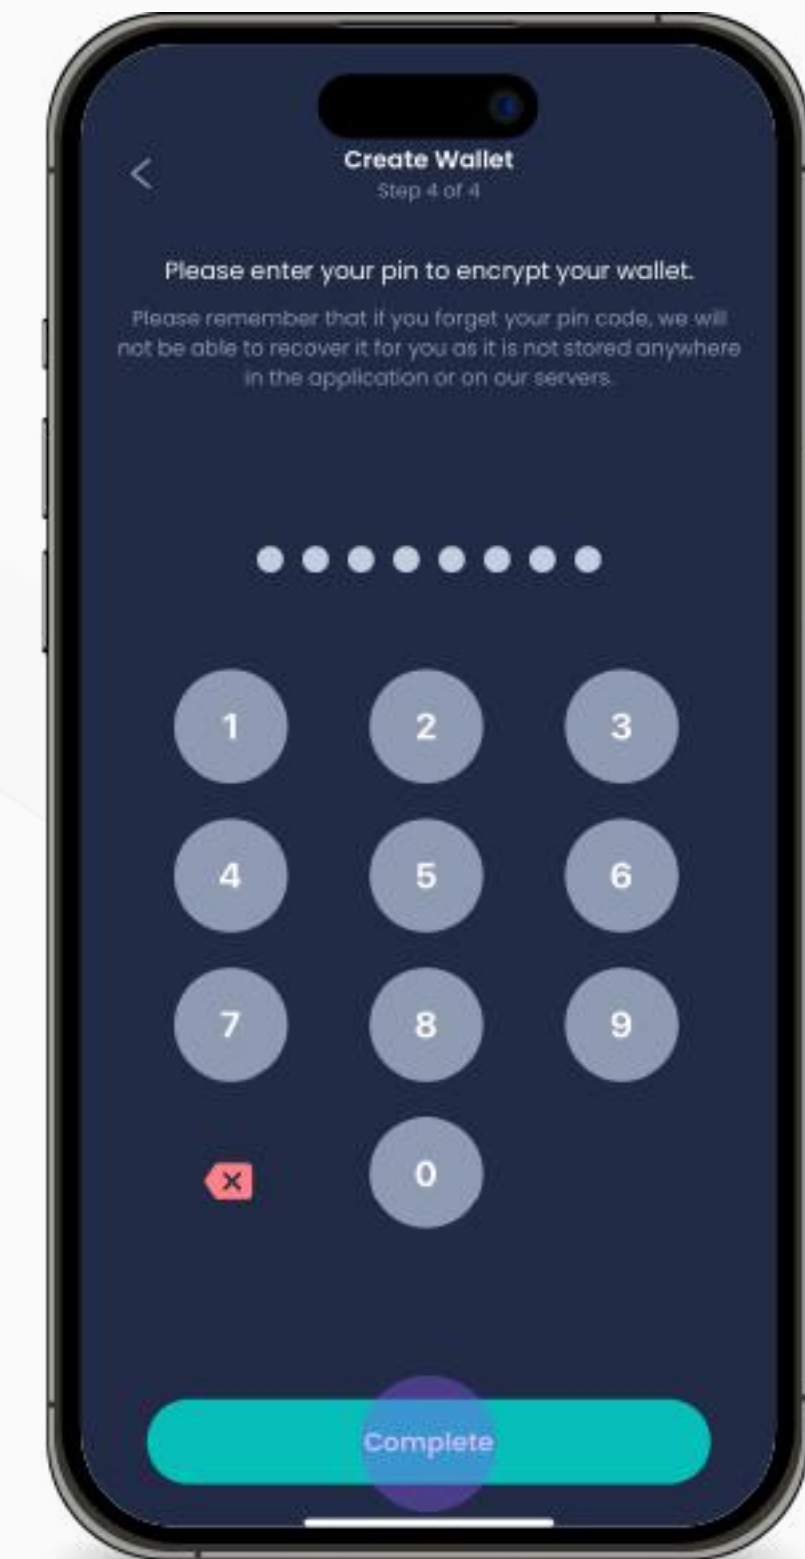 Create Wallet
Step 4 of 4
Please enter your pin to encrypt your wallet.
Please remember that if you forget your pin code, we will
not be able to recover it for you as it is not stored anywhere
in the application or on our servers.
1 2 3
4 5 6
7 8 9
0
Complete